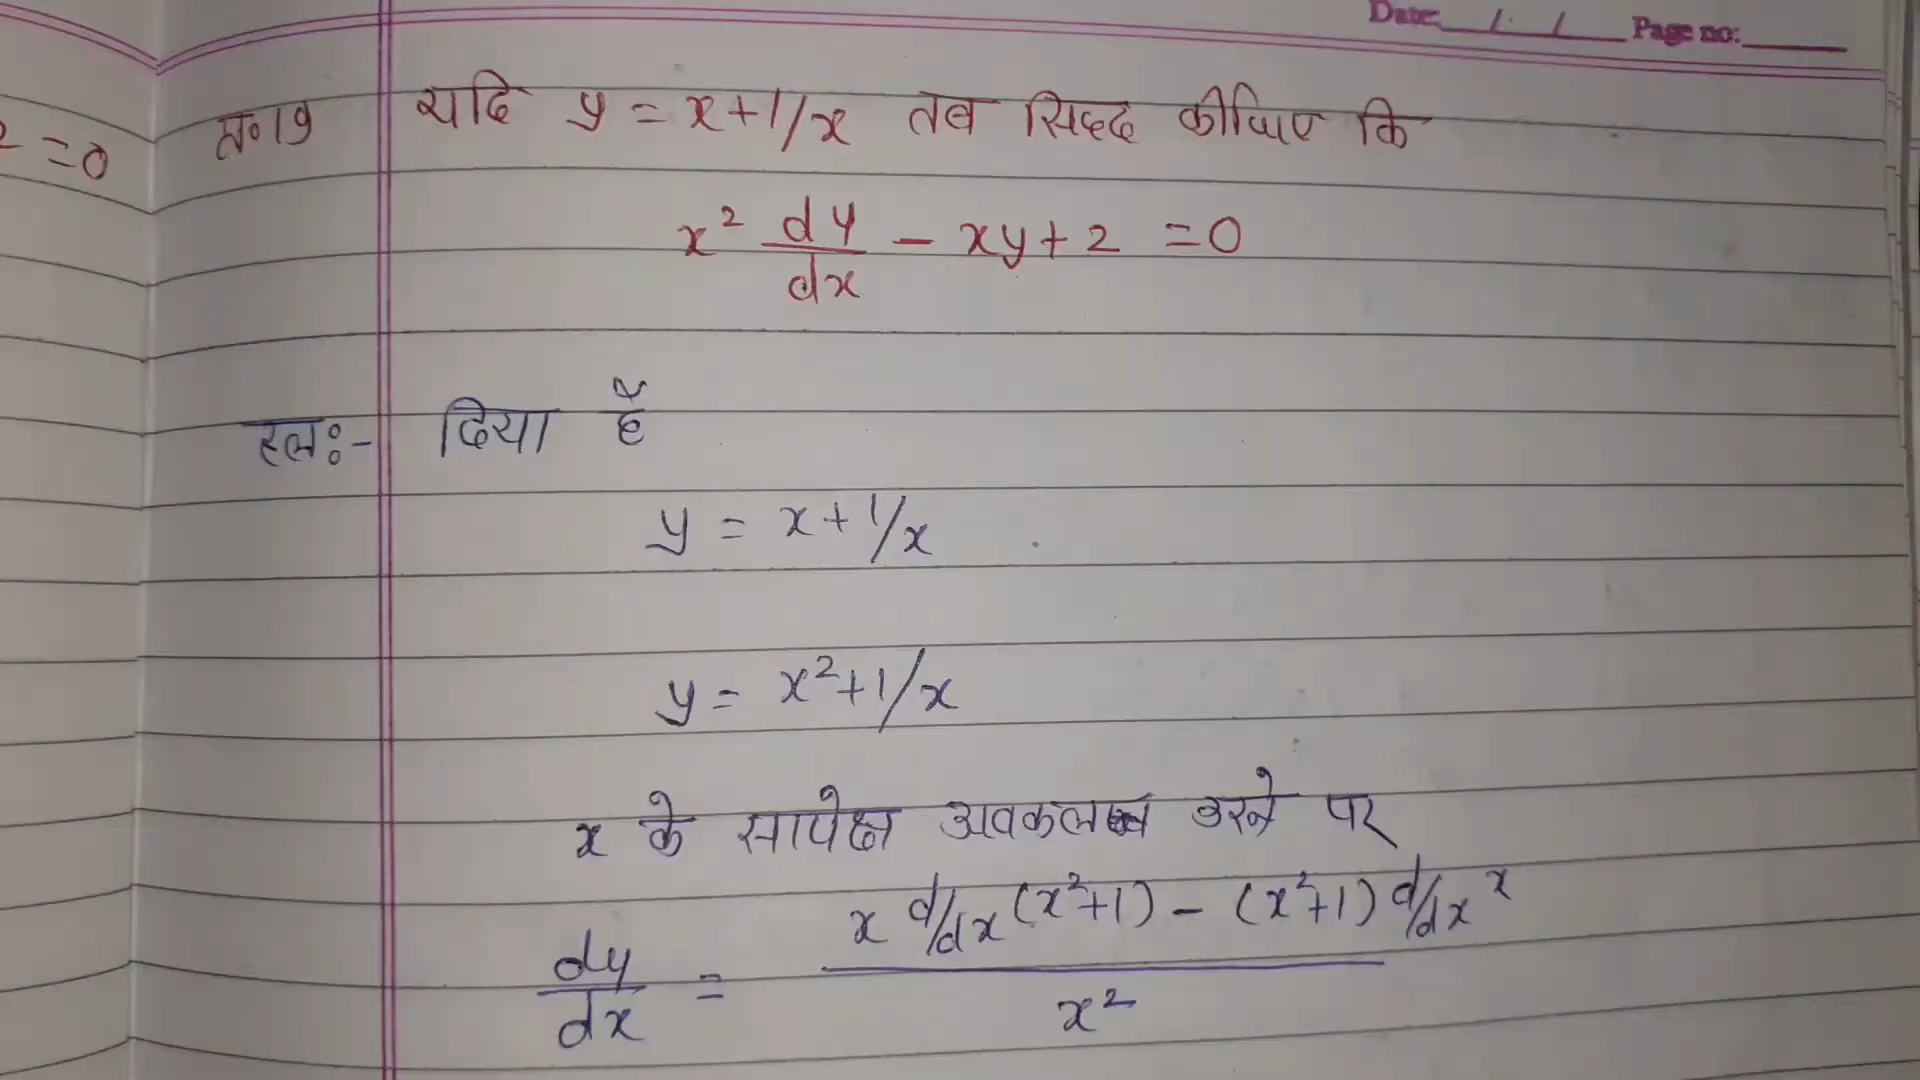 Date / / Page no:
2 = 0
प्र०19 यदि y = x+1/x तब सिद्ध कीजिए कि
x² dy/dx - xy + 2 = 0
हलः- दिया है
y = x + 1/x
y = x²+1/x
x के सापेक्ष अवकलन करने पर
dy/dx = x d/dx (x²+1) - (x²+1) d/dx x / x²